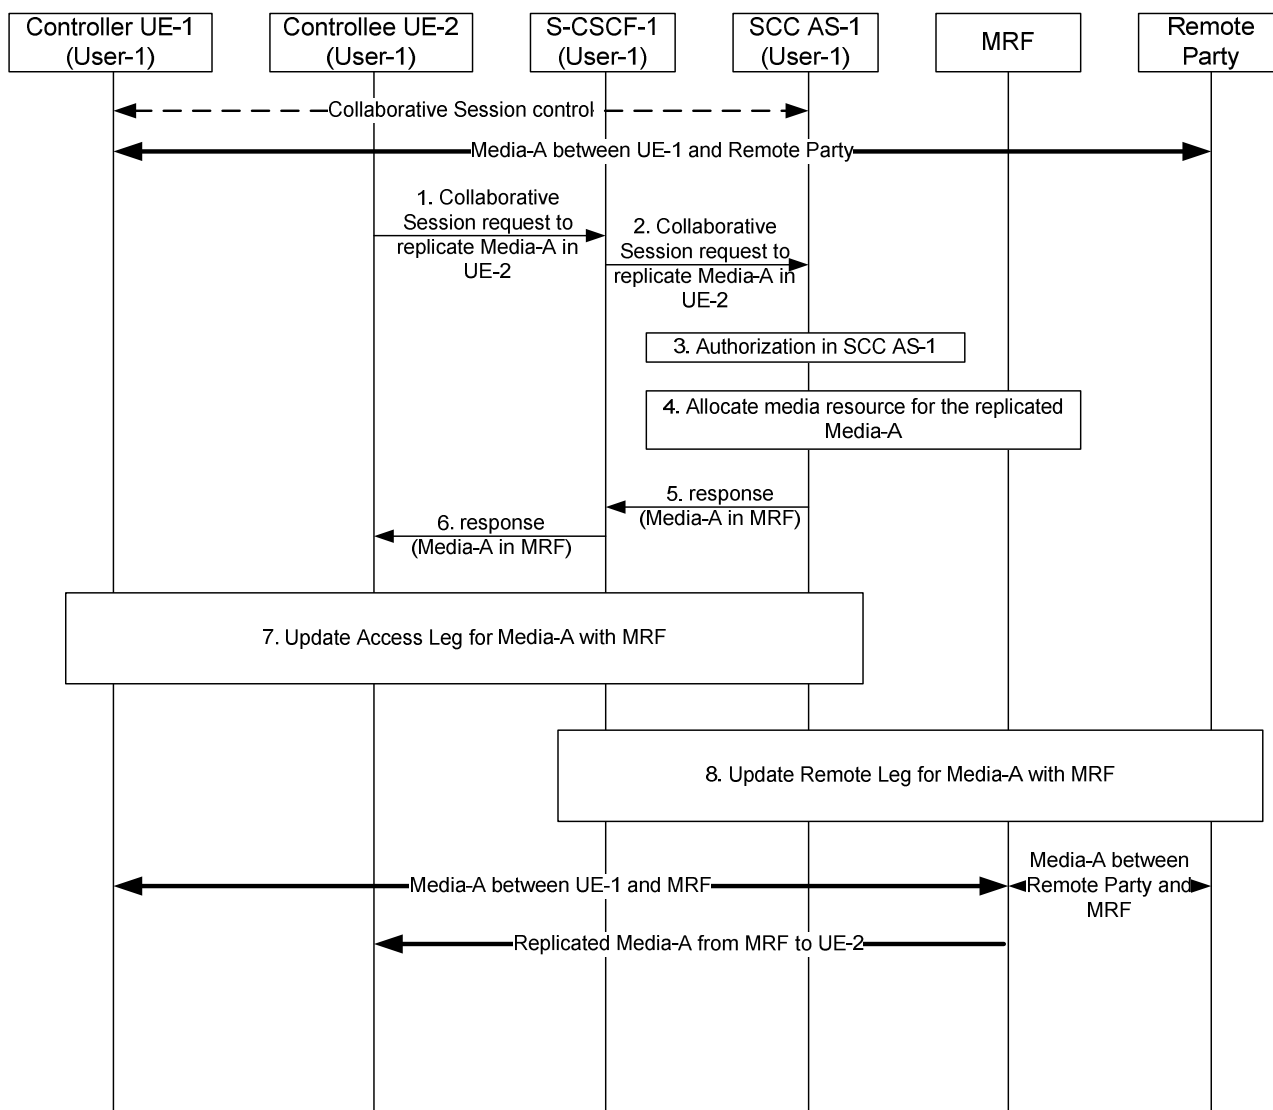 Controller UE-1
(User-1)
Controllee UE-2
(User-1)
S-CSCF-1
(User-1)
SCC AS-1
(User-1)
MRF
Remote
Party
Collaborative Session control
Media-A between UE-1 and Remote Party
1. Collaborative
Session request to
replicate Media-A in
UE-2
2. Collaborative
Session request to
replicate Media-A in
UE-2
3. Authorization in SCC AS-1
4. Allocate media resource for the replicated
Media-A
5. response
(Media-A in MRF)
6. response
(Media-A in MRF)
7. Update Access Leg for Media-A with MRF
8. Update Remote Leg for Media-A with MRF
Media-A between UE-1 and MRF
Media-A between
Remote Party and
MRF
Replicated Media-A from MRF to UE-2